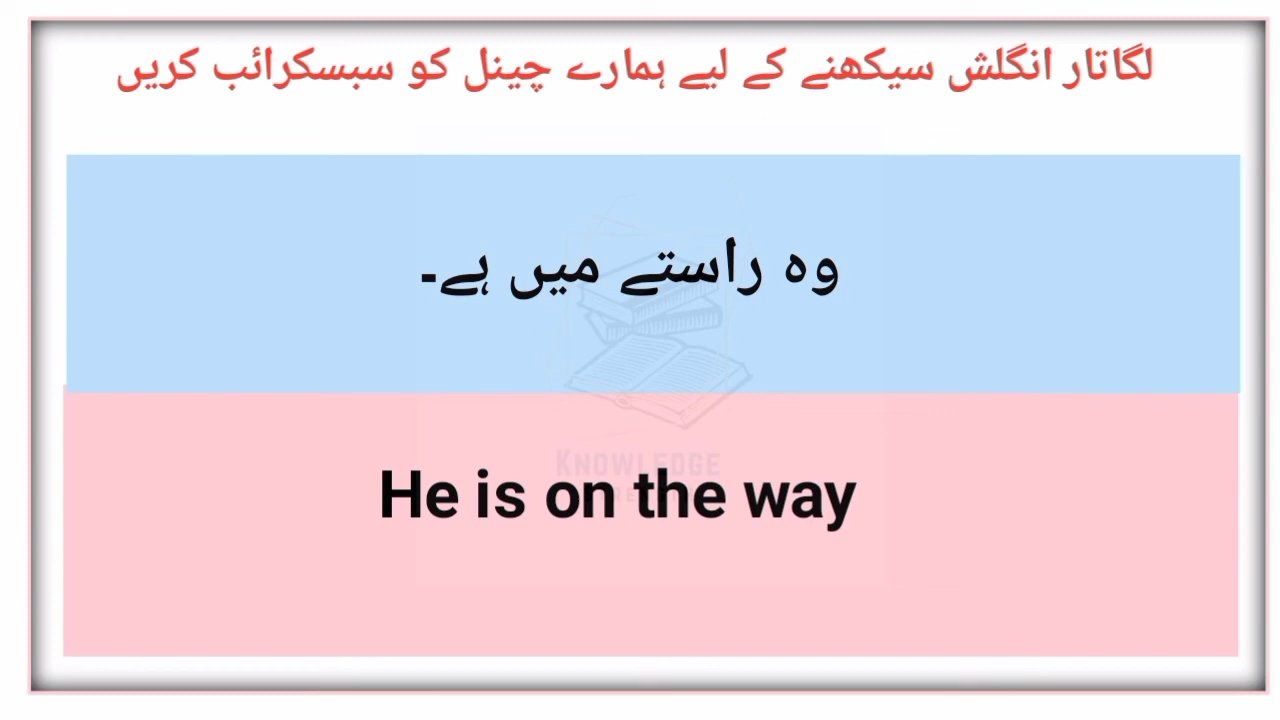 لگاتار انگلش سیکھنے کے لیے ہمارے چینل کو سبسکرائب کریں
وہ راستے میں ہے۔
KNOWLEDGE
He is on the way